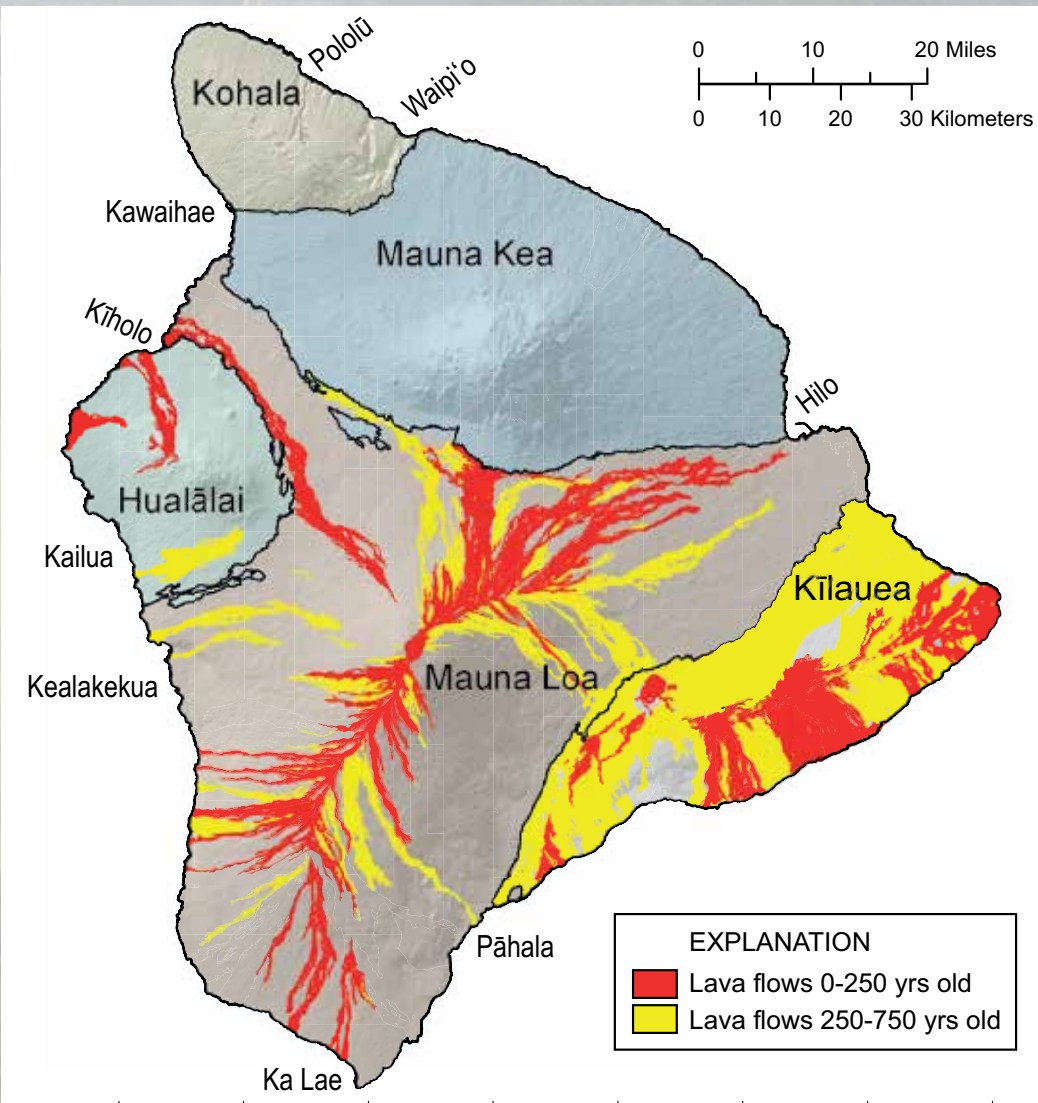 Pololū
Waipiʻo
Kohala
0 10 20 Miles
0 10 20 30 Kilometers
Kawaihae
Mauna Kea
Kīholo
Hilo
Hualālai
Kailua
Kīlauea
Kealakekua
Mauna Loa
Pāhala
Ka Lae
EXPLANATION
Lava flows 0-250 yrs old
Lava flows 250-750 yrs old